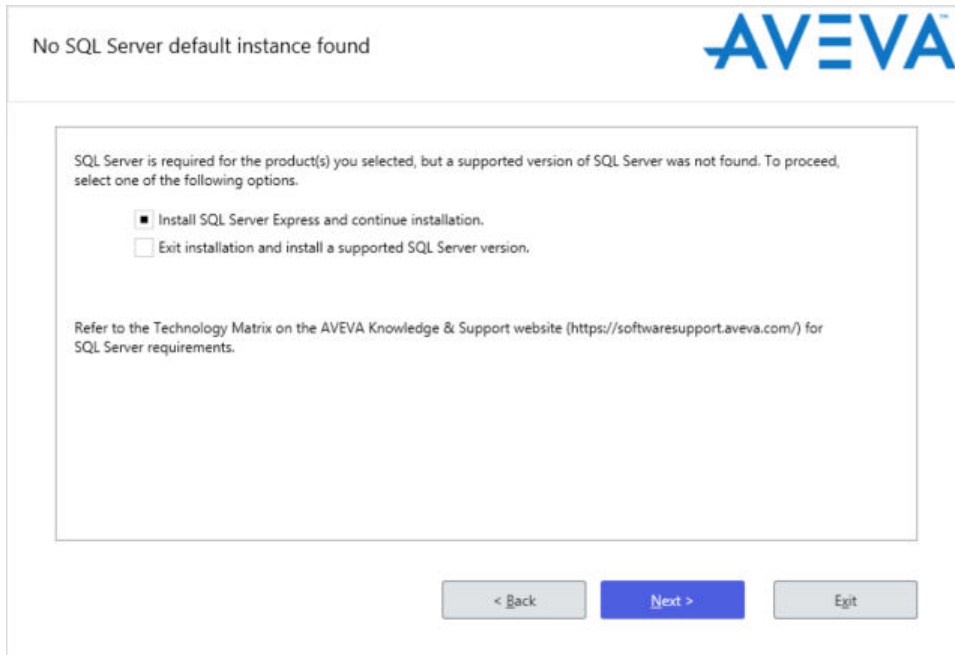 No SQL Server default instance found
AVEVA™
SQL Server is required for the product(s) you selected, but a supported version of SQL Server was not found. To proceed,
select one of the following options.
Install SQL Server Express and continue installation.
Exit installation and install a supported SQL Server version.
Refer to the Technology Matrix on the AVEVA Knowledge & Support website (https://softwaresupport.aveva.com/) for
SQL Server requirements.
< Back
Next >
Exit